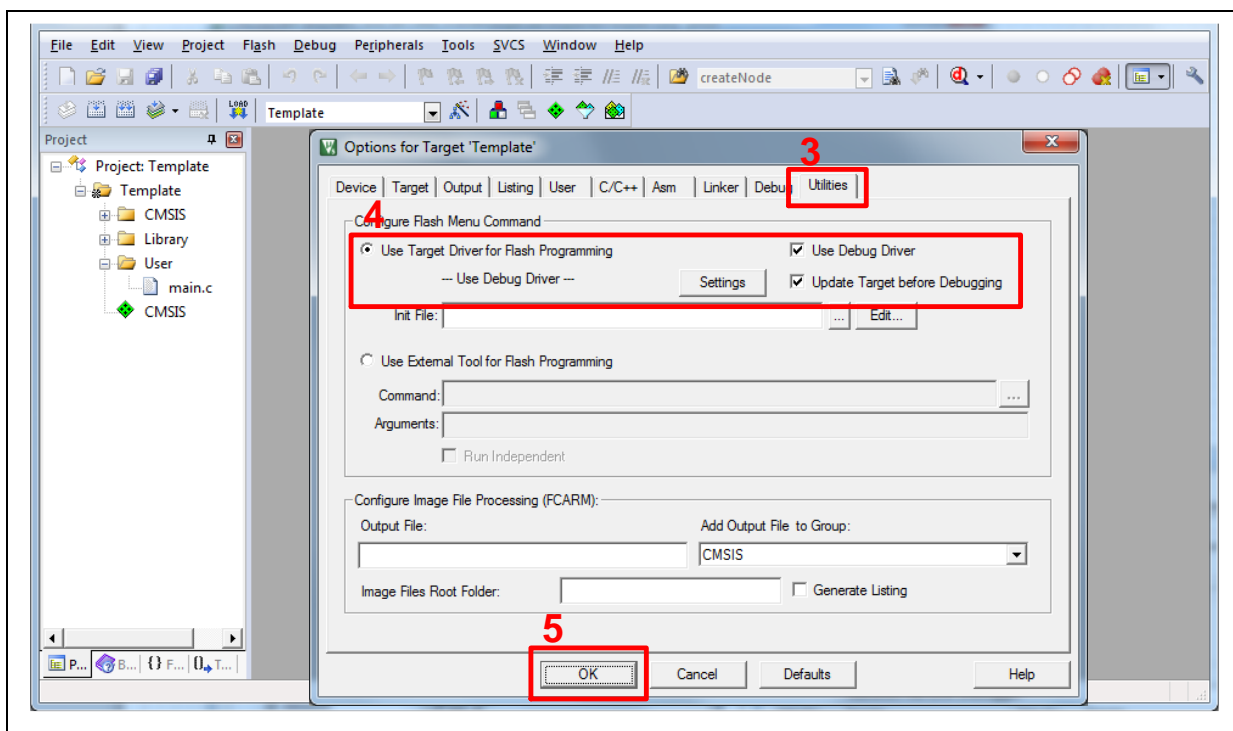 File Edit View Project Flash Debug Peripherals Tools SVCS Window Help
createNode
LOAD Template
Project
Project: Template
Template
CMSIS
Library
User
main.c
CMSIS
P... B... {} F... 0 T...
Options for Target 'Template'
3
Device Target Output Listing User C/C++ Asm Linker Debug Utilities
4
Configure Flash Menu Command
Use Target Driver for Flash Programming Use Debug Driver
--- Use Debug Driver --- Settings Update Target before Debugging
Init File: ... Edit...
Use External Tool for Flash Programming
Command: ...
Arguments:
Run Independent
Configure Image File Processing (FCARM):
Output File: Add Output File to Group:
CMSIS
Image Files Root Folder: Generate Listing
5
OK Cancel Defaults Help